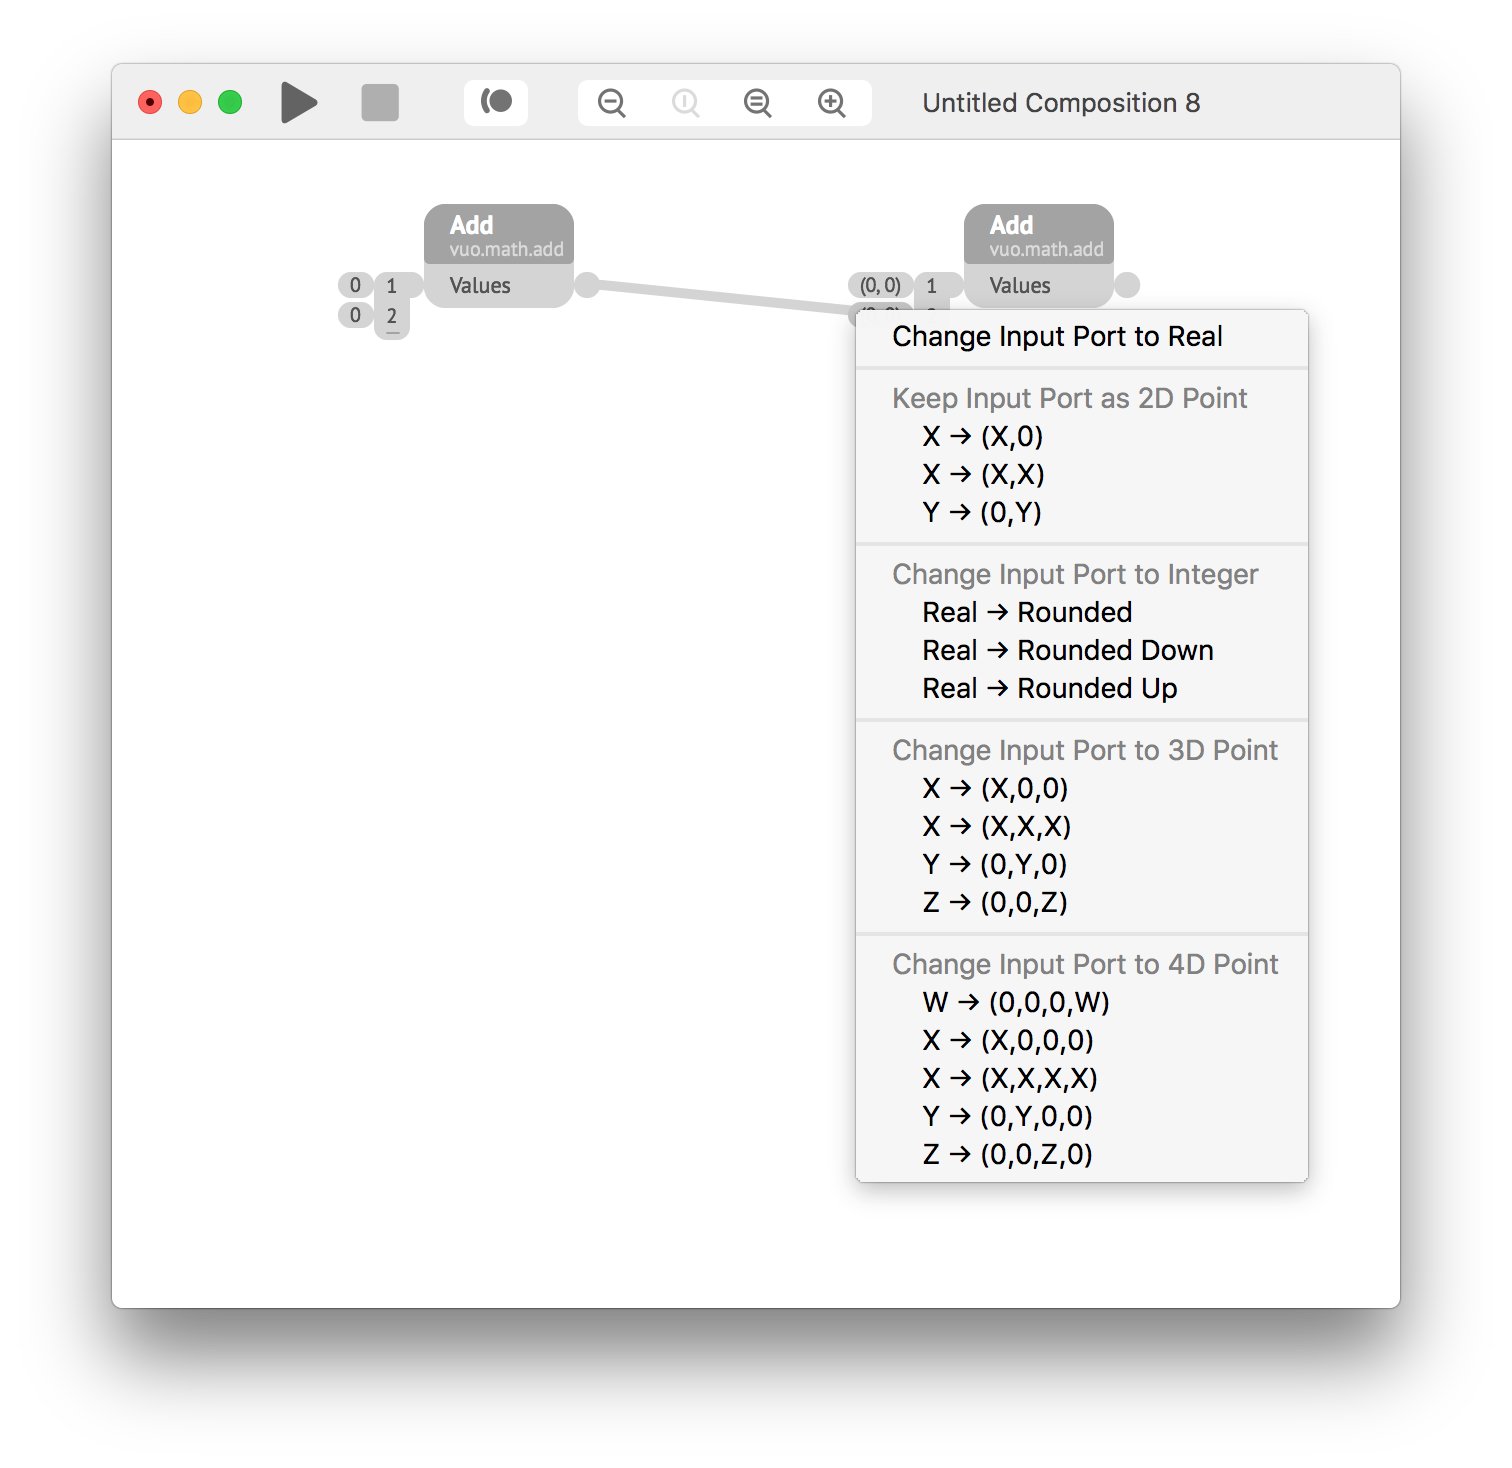 Untitled Composition 8
Add
vuo.math.add
0 1 Values
0 2
Add
vuo.math.add
(0, 0) 1 Values
Change Input Port to Real
Keep Input Port as 2D Point
X → (X,0)
X → (X,X)
Y → (0,Y)
Change Input Port to Integer
Real → Rounded
Real → Rounded Down
Real → Rounded Up
Change Input Port to 3D Point
X → (X,0,0)
X → (X,X,X)
Y → (0,Y,0)
Z → (0,0,Z)
Change Input Port to 4D Point
W → (0,0,0,W)
X → (X,0,0,0)
X → (X,X,X,X)
Y → (0,Y,0,0)
Z → (0,0,Z,0)